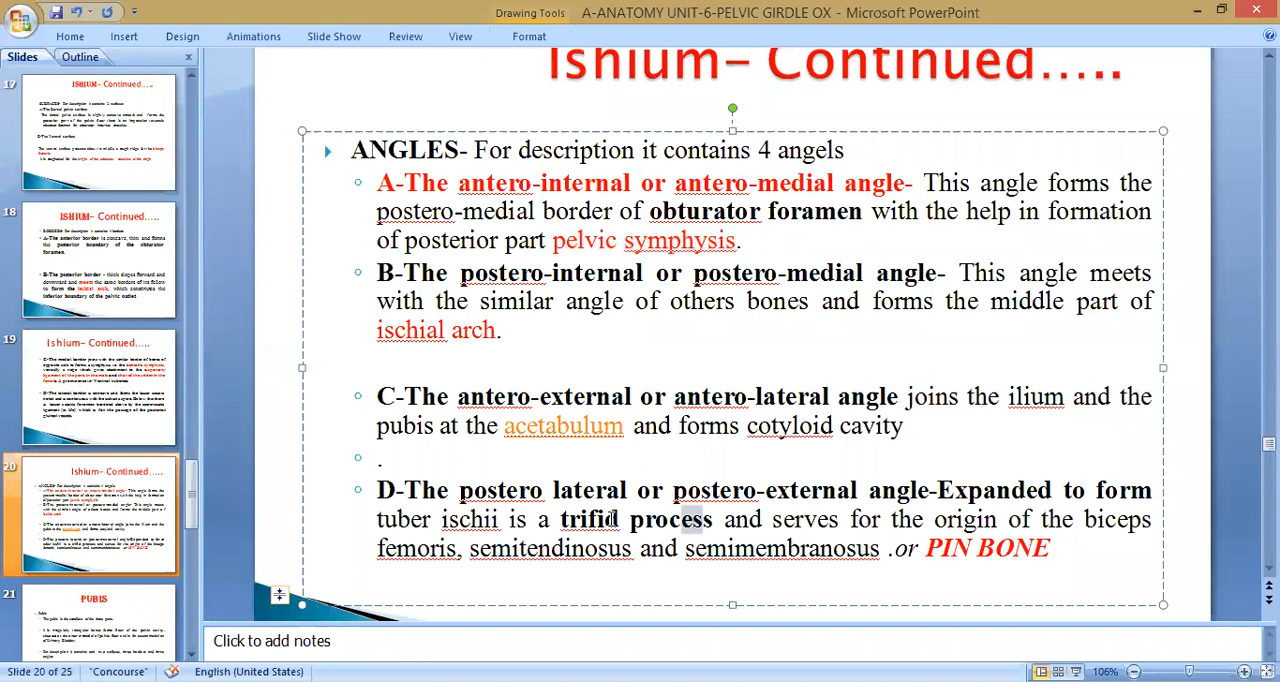 Drawing Tools
A-ANATOMY UNIT-6-PELVIC GIRDLE OX - Microsoft PowerPoint
Home Insert Design Animations Slide Show Review View Format
Slides Outline
Ishium- Continued.....
ANGLES- For description it contains 4 angels
A-The antero-internal or antero-medial angle- This angle forms the
postero-medial border of obturator foramen with the help in formation
of posterior part pelvic symphysis.
B-The postero-internal or postero-medial angle- This angle meets
with the similar angle of others bones and forms the middle part of
ischial arch.
C-The antero-external or antero-lateral angle joins the ilium and the
pubis at the acetabulum and forms cotyloid cavity
.
D-The postero lateral or postero-external angle-Expanded to form
tuber ischii is a trifid process and serves for the origin of the biceps
femoris, semitendinosus and semimembranosus .or PIN BONE
17
ISHIUM- Continued.....
18
ISHIUM- Continued.....
19
Ishium- Continued.....
20
Ishium- Continued.....
21
PUBIS
Click to add notes
Slide 20 of 25 "Concourse" English (United States) 106%